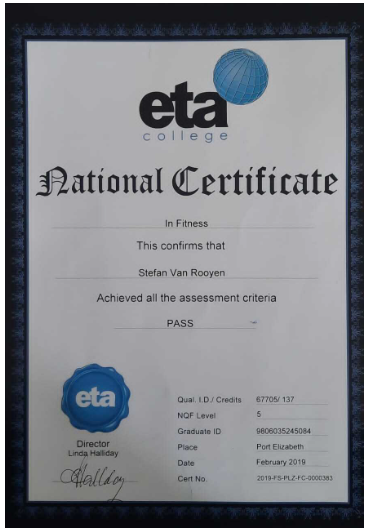 eta
college
National Certificate
In Fitness
This confirms that
Stefan Van Rooyen
Achieved all the assessment criteria
PASS
eta
Director
Linda Halliday
Qual. I.D./ Credits 67705/ 137
NQF Level 5
Graduate ID 9806035245084
Place Port Elizabeth
Date February 2019
Cert No. 2019-FS-PLZ-FC-0000383